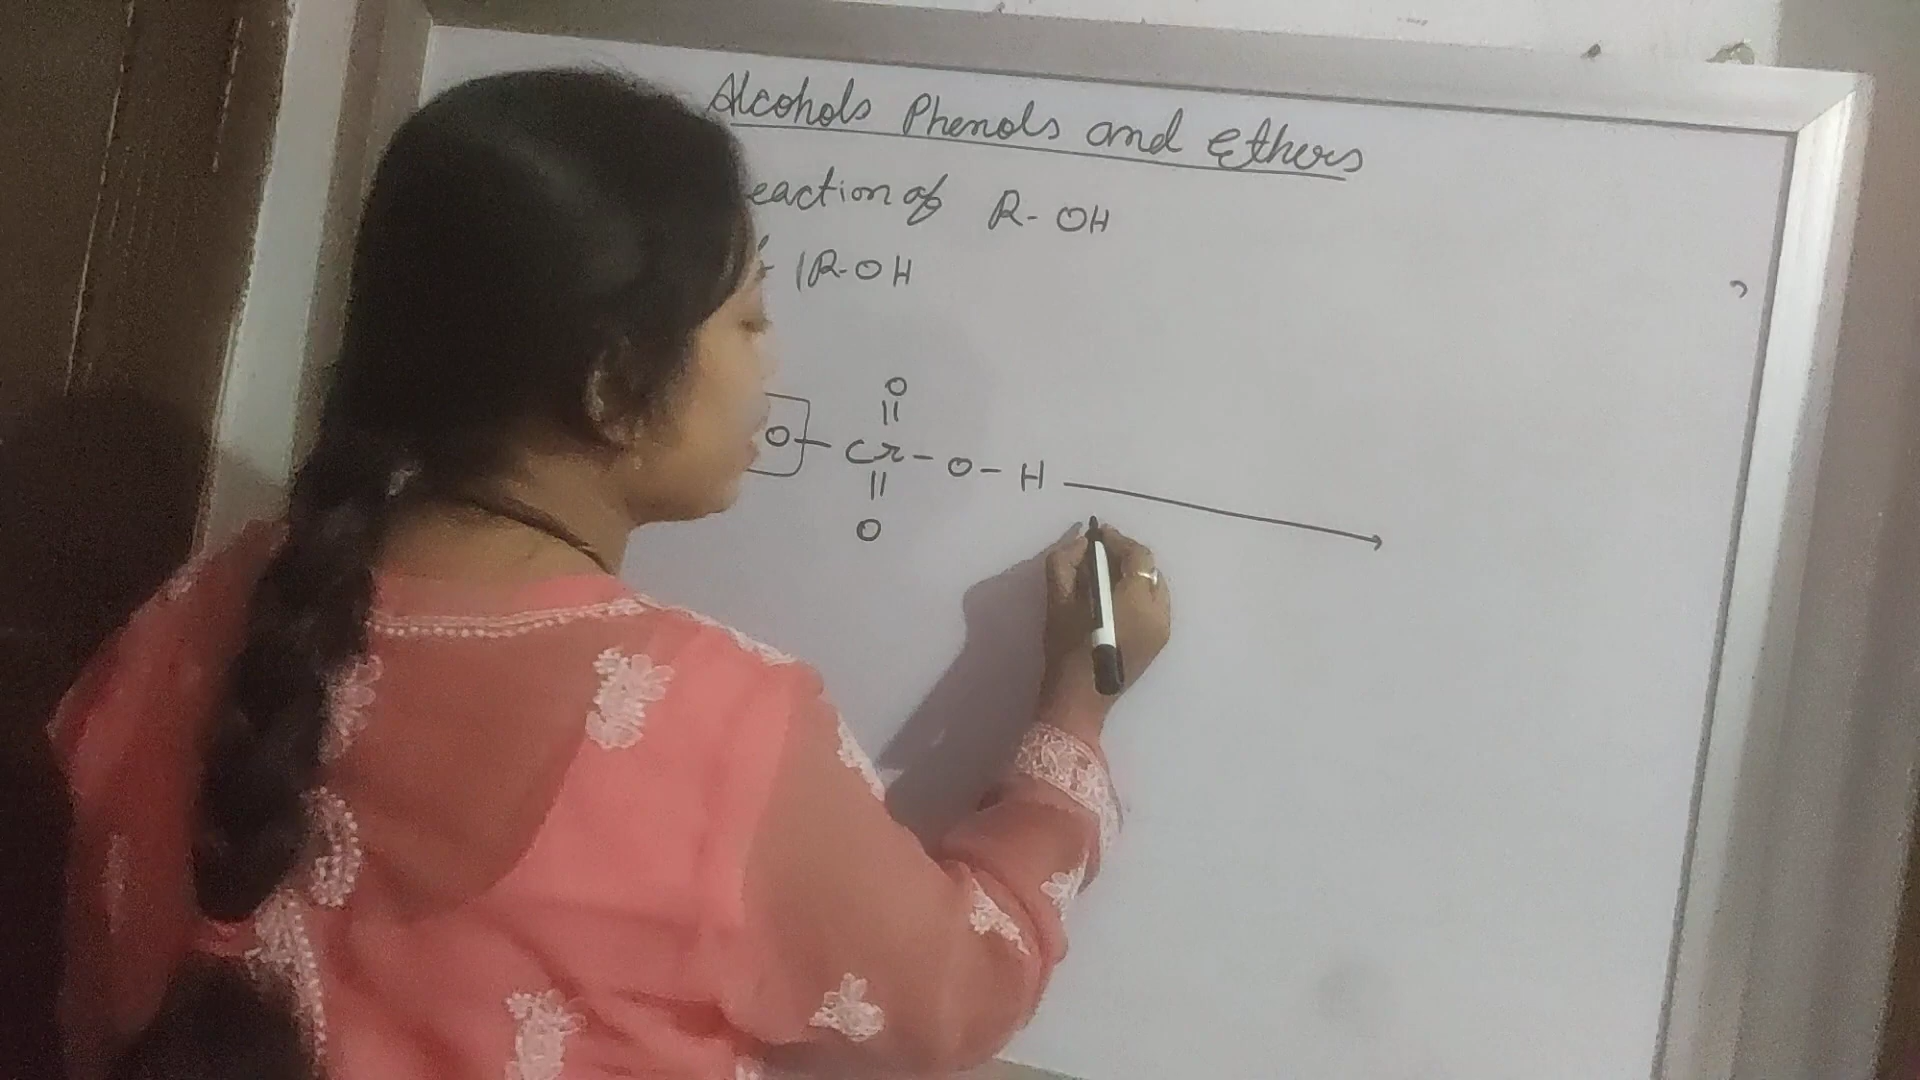 Alcohols Phenols and Ethers
eaction of R-OH
R-OH
O
||
O - Cr - O - H →
||
O